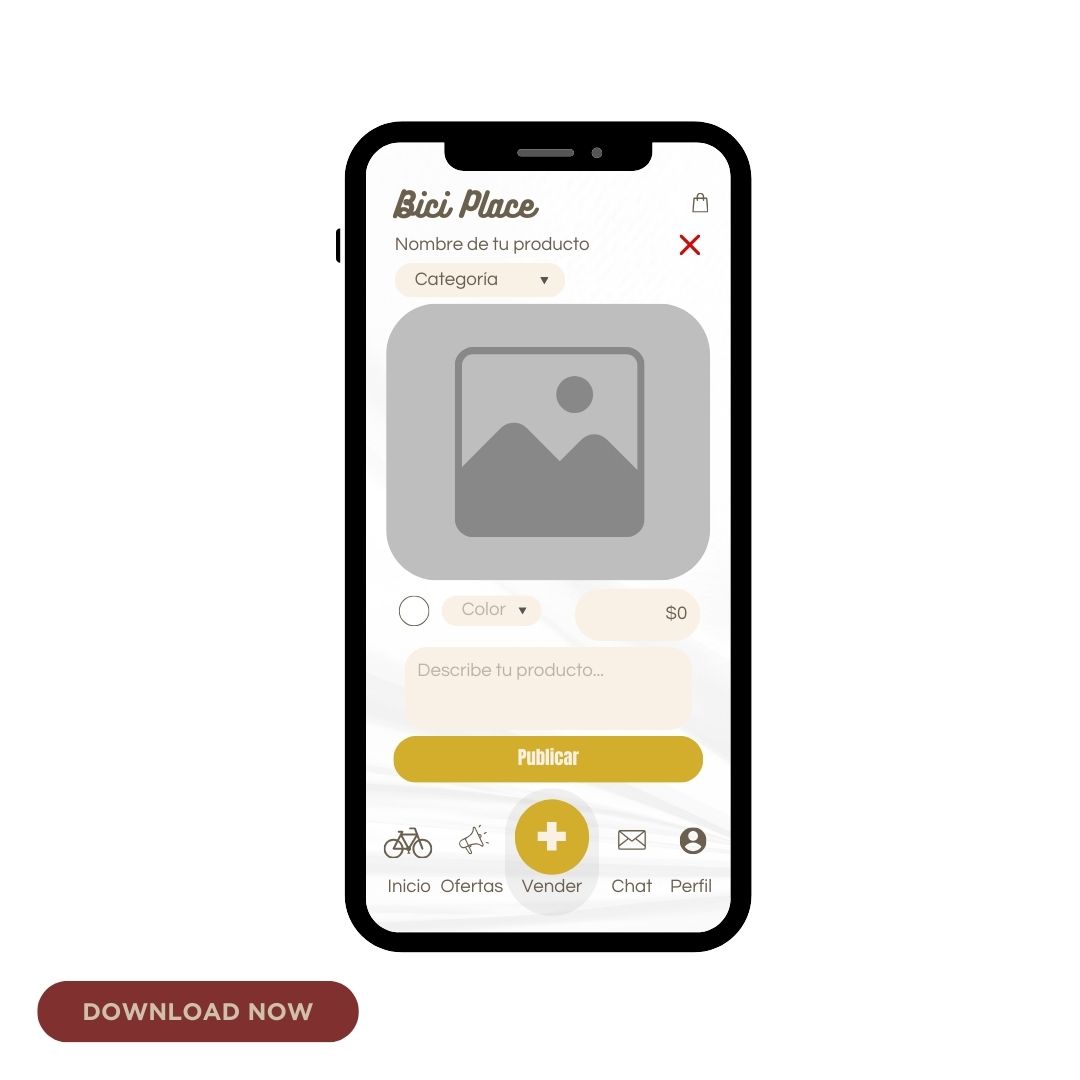 Bici Place
Nombre de tu producto
Categoría
Color
$0
Describe tu producto...
Publicar
Inicio Ofertas Vender Chat Perfil
DOWNLOAD NOW